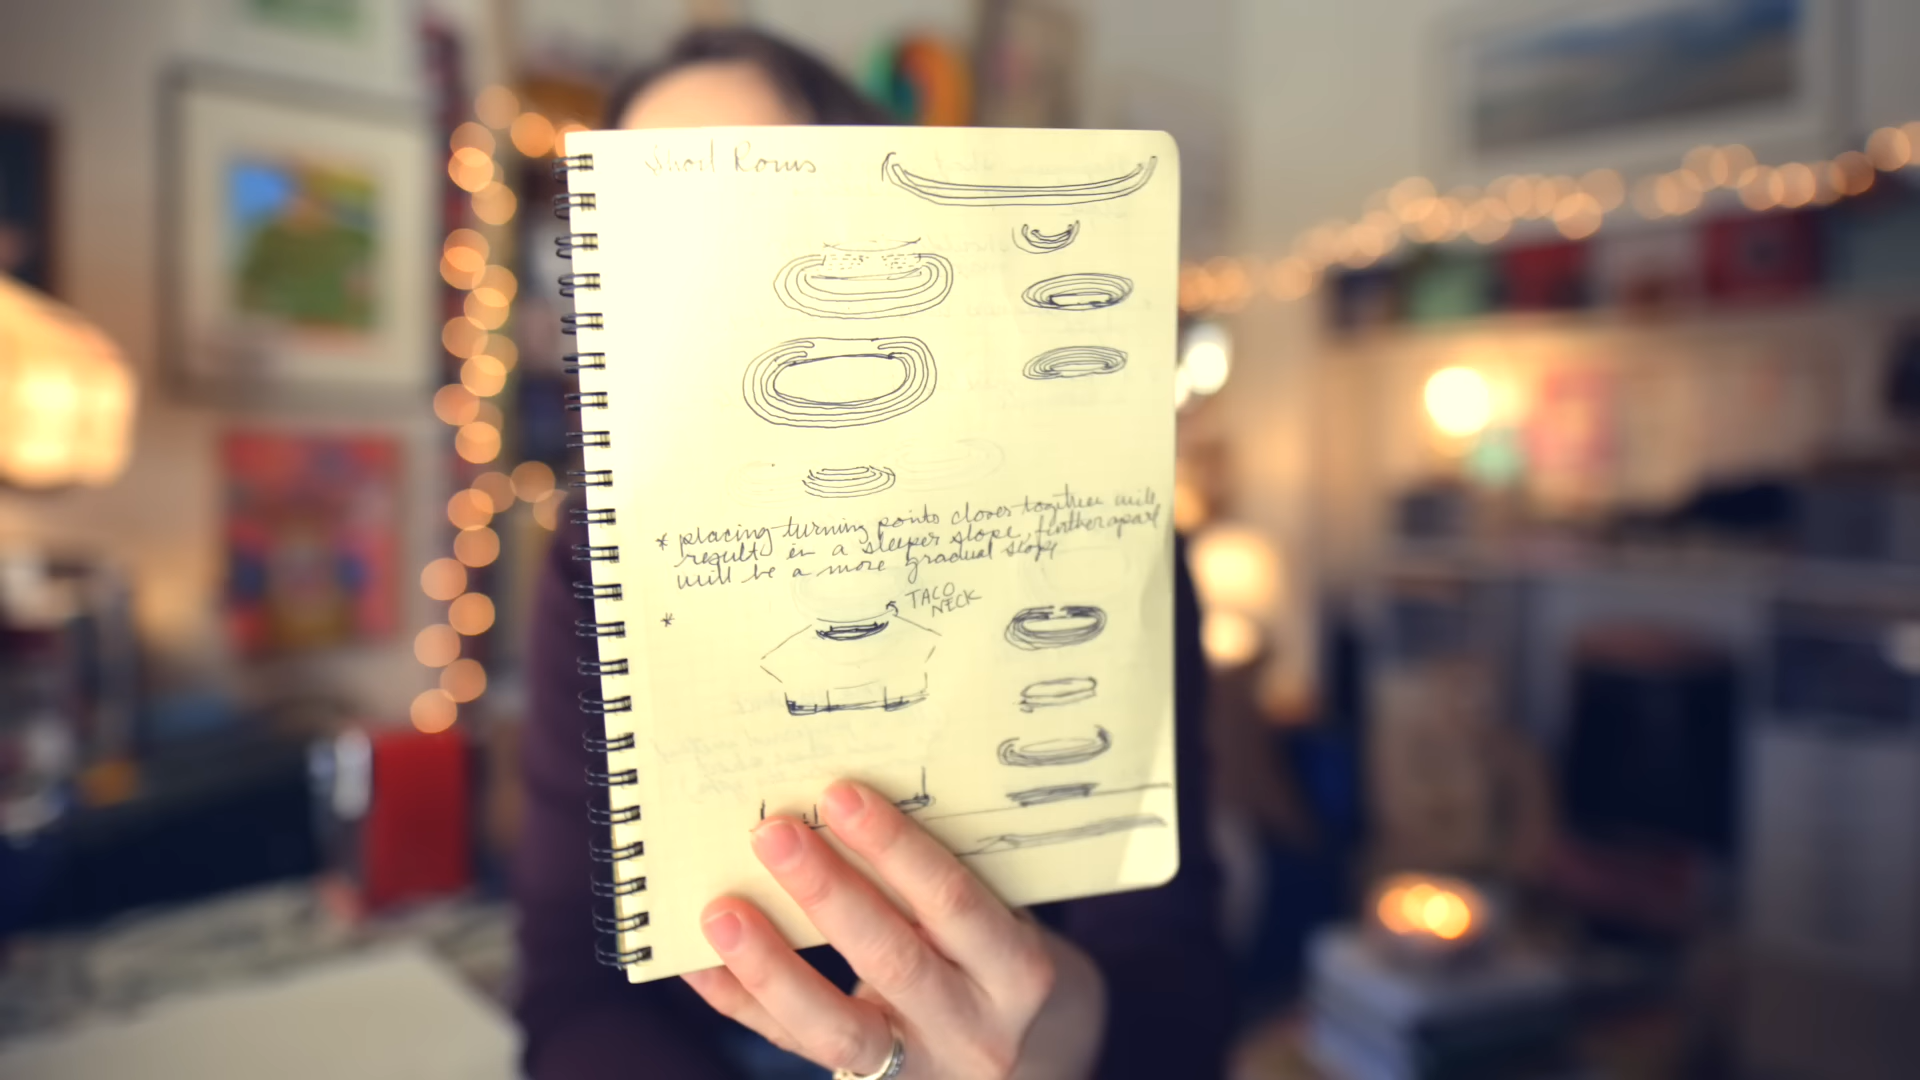 Short Rows
* placing turning points closer together will
result in a steeper slope, further apart
will be a more gradual slope
TACO
NECK
*